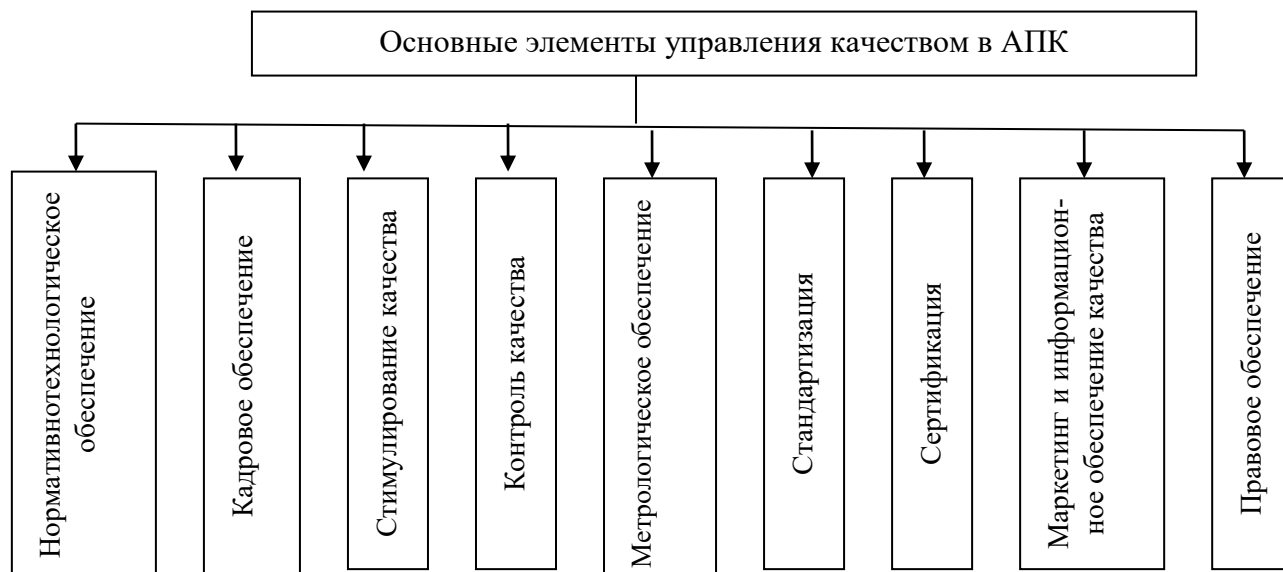 Основные элементы управления качеством в АПК
Нормативнотехнологическое
обеспечение
Кадровое обеспечение
Стимулирование качества
Контроль качества
Метрологическое обеспечение
Стандартизация
Сертификация
Маркетинг и информацион-
ное обеспечение качества
Правовое обеспечение